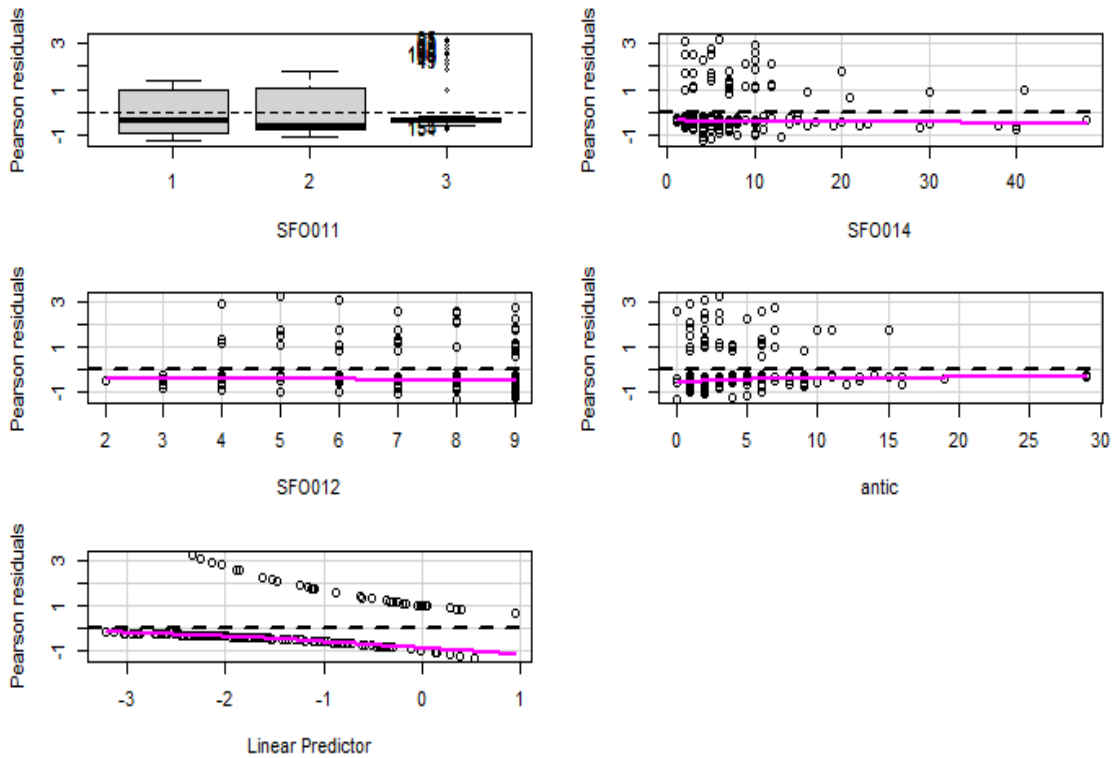 Pearson residuals
3
1
-1
154
1 2 3
SFO011
Pearson residuals
3
1
-1
0 10 20 30 40
SFO014
Pearson residuals
3
1
-1
2 3 4 5 6 7 8 9
SFO012
Pearson residuals
3
1
-1
0 5 10 15 20 25 30
antic
Pearson residuals
3
1
-1
-3 -2 -1 0 1
Linear Predictor